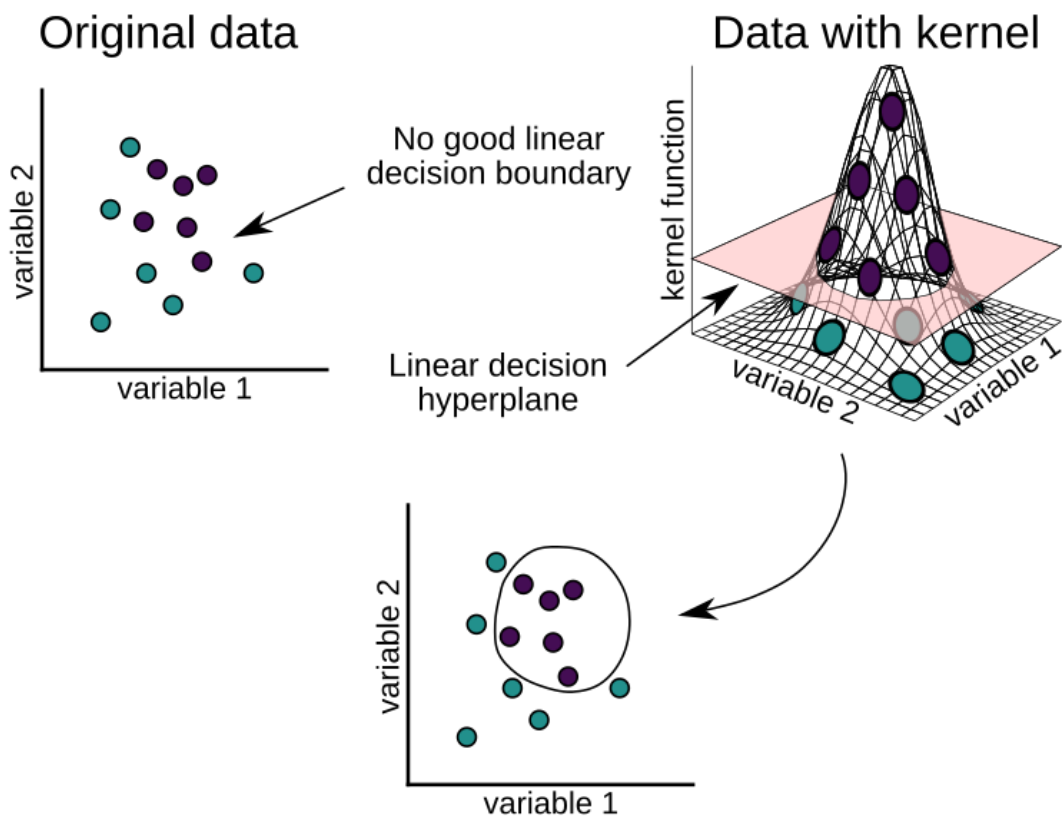 Original data
Data with kernel
No good linear
decision boundary
variable 2
variable 1
kernel function
variable 2
variable 1
Linear decision
hyperplane
variable 2
variable 1